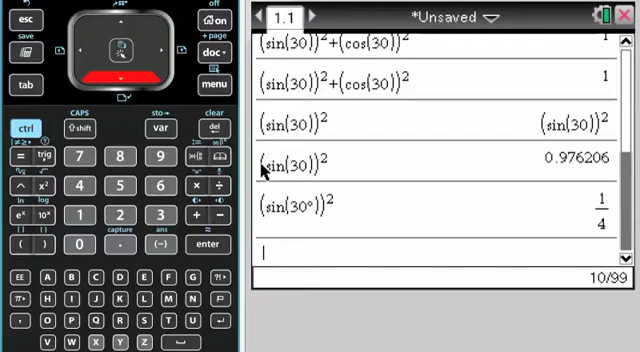 off
esc
on
save
+ page
doc
tab
menu
CAPS
sto→
clear
ctrl
shift
var
del
= trig 7 8 9
^ x² 4 5 6 × ÷
ln log
eˣ 10ˣ 1 2 3 + −
capture ans
( ) 0 . (−) enter
EE A B C D E F G ?!
π H I J K L M N
, O P Q R S T U
V W X Y Z
1.1 *Unsaved
(sin(30))²+(cos(30))² 1
(sin(30))²+(cos(30))² 1
(sin(30))² (sin(30))²
(sin(30))² 0.976206
(sin(30°))² 1/4
10/99